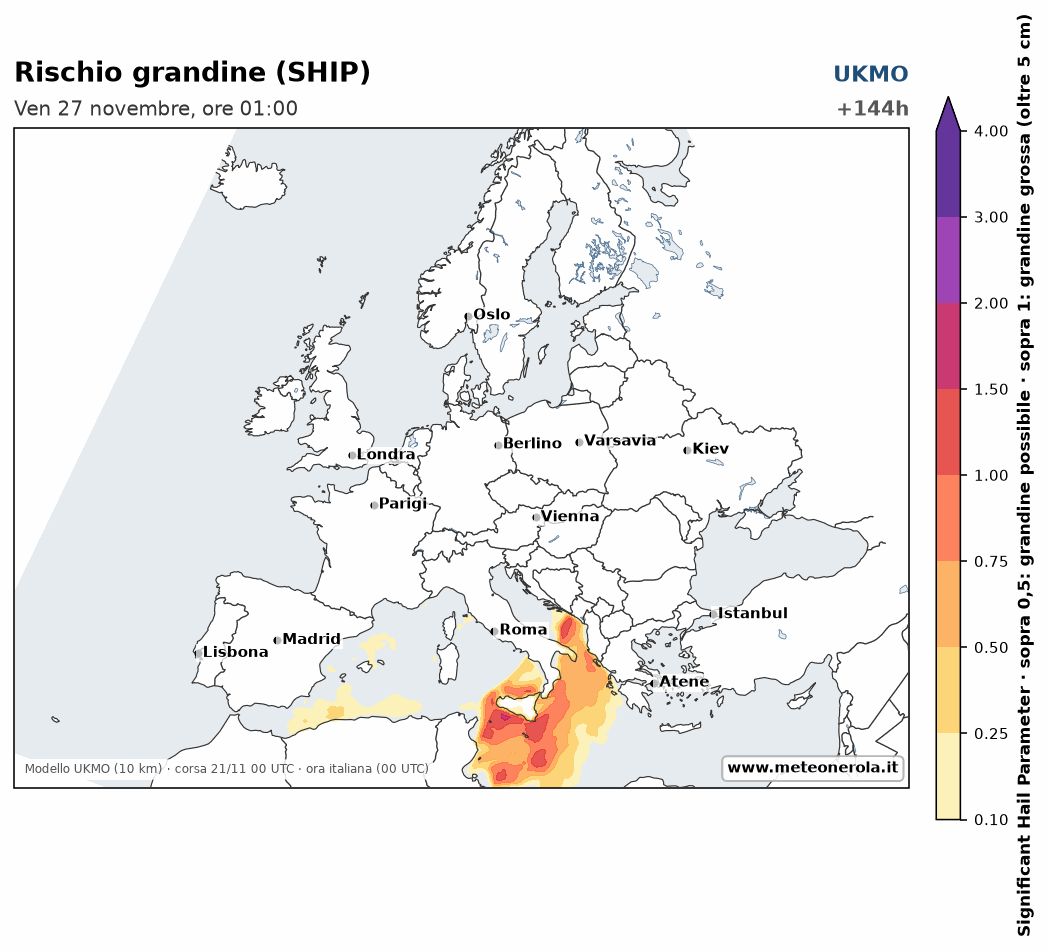 Rischio grandine (SHIP)
UKMO
Ven 27 novembre, ore 01:00
+144h
4.00
3.00
2.00
1.50
1.00
0.75
0.50
0.25
0.10
Significant Hail Parameter · sopra 0,5: grandine possibile · sopra 1: grandine grossa (oltre 5 cm)
Oslo
Berlino
Varsavia
Kiev
Londra
Parigi
Vienna
Istanbul
Roma
Madrid
Lisbona
Atene
Modello UKMO (10 km) · corsa 21/11 00 UTC · ora italiana (00 UTC)
www.meteonerola.it